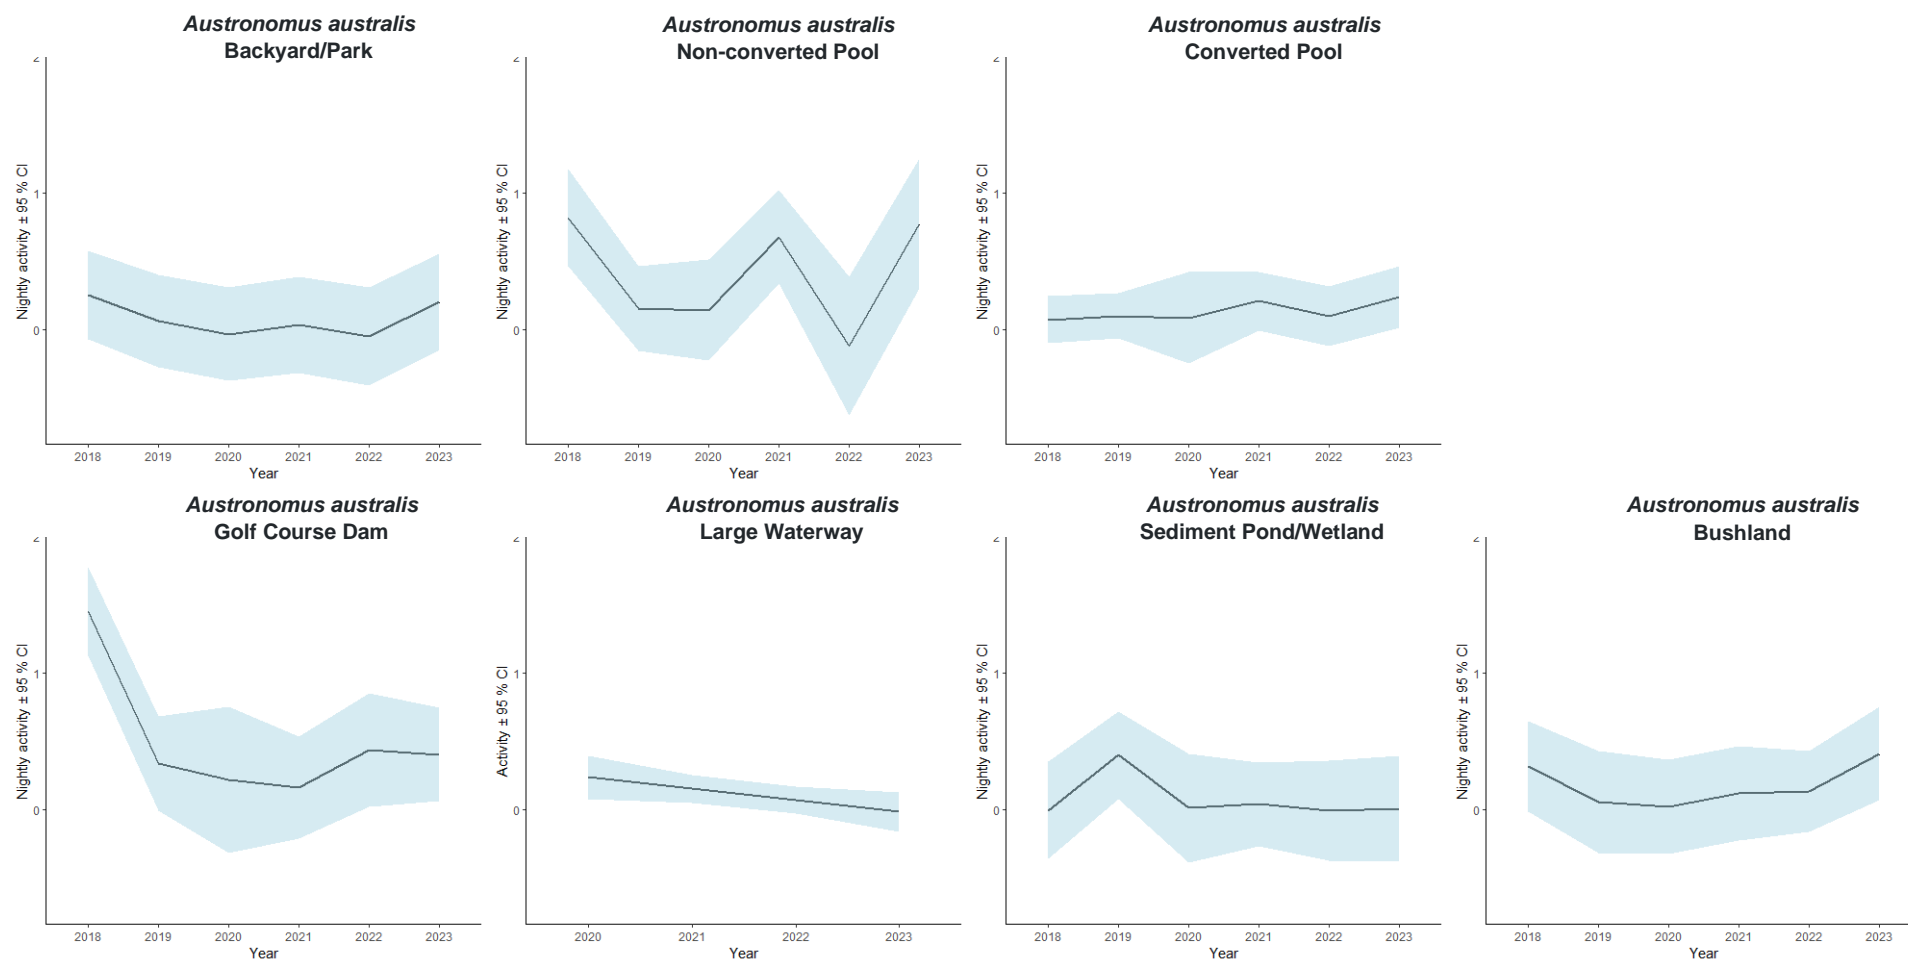 Austronomus australis
Backyard/Park
2
1
0
Nightly activity ± 95 % CI
2018 2019 2020 2021 2022 2023
Year
Austronomus australis
Non-converted Pool
2
1
0
Nightly activity ± 95 % CI
2018 2019 2020 2021 2022 2023
Year
Austronomus australis
Converted Pool
2
1
0
Nightly activity ± 95 % CI
2018 2019 2020 2021 2022 2023
Year
Austronomus australis
Golf Course Dam
2
1
0
Nightly activity ± 95 % CI
2018 2019 2020 2021 2022 2023
Year
Austronomus australis
Large Waterway
2
1
0
Activity ± 95 % CI
2020 2021 2022 2023
Year
Austronomus australis
Sediment Pond/Wetland
2
1
0
Nightly activity ± 95 % CI
2018 2019 2020 2021 2022 2023
Year
Austronomus australis
Bushland
2
1
0
Nightly activity ± 95 % CI
2018 2019 2020 2021 2022 2023
Year